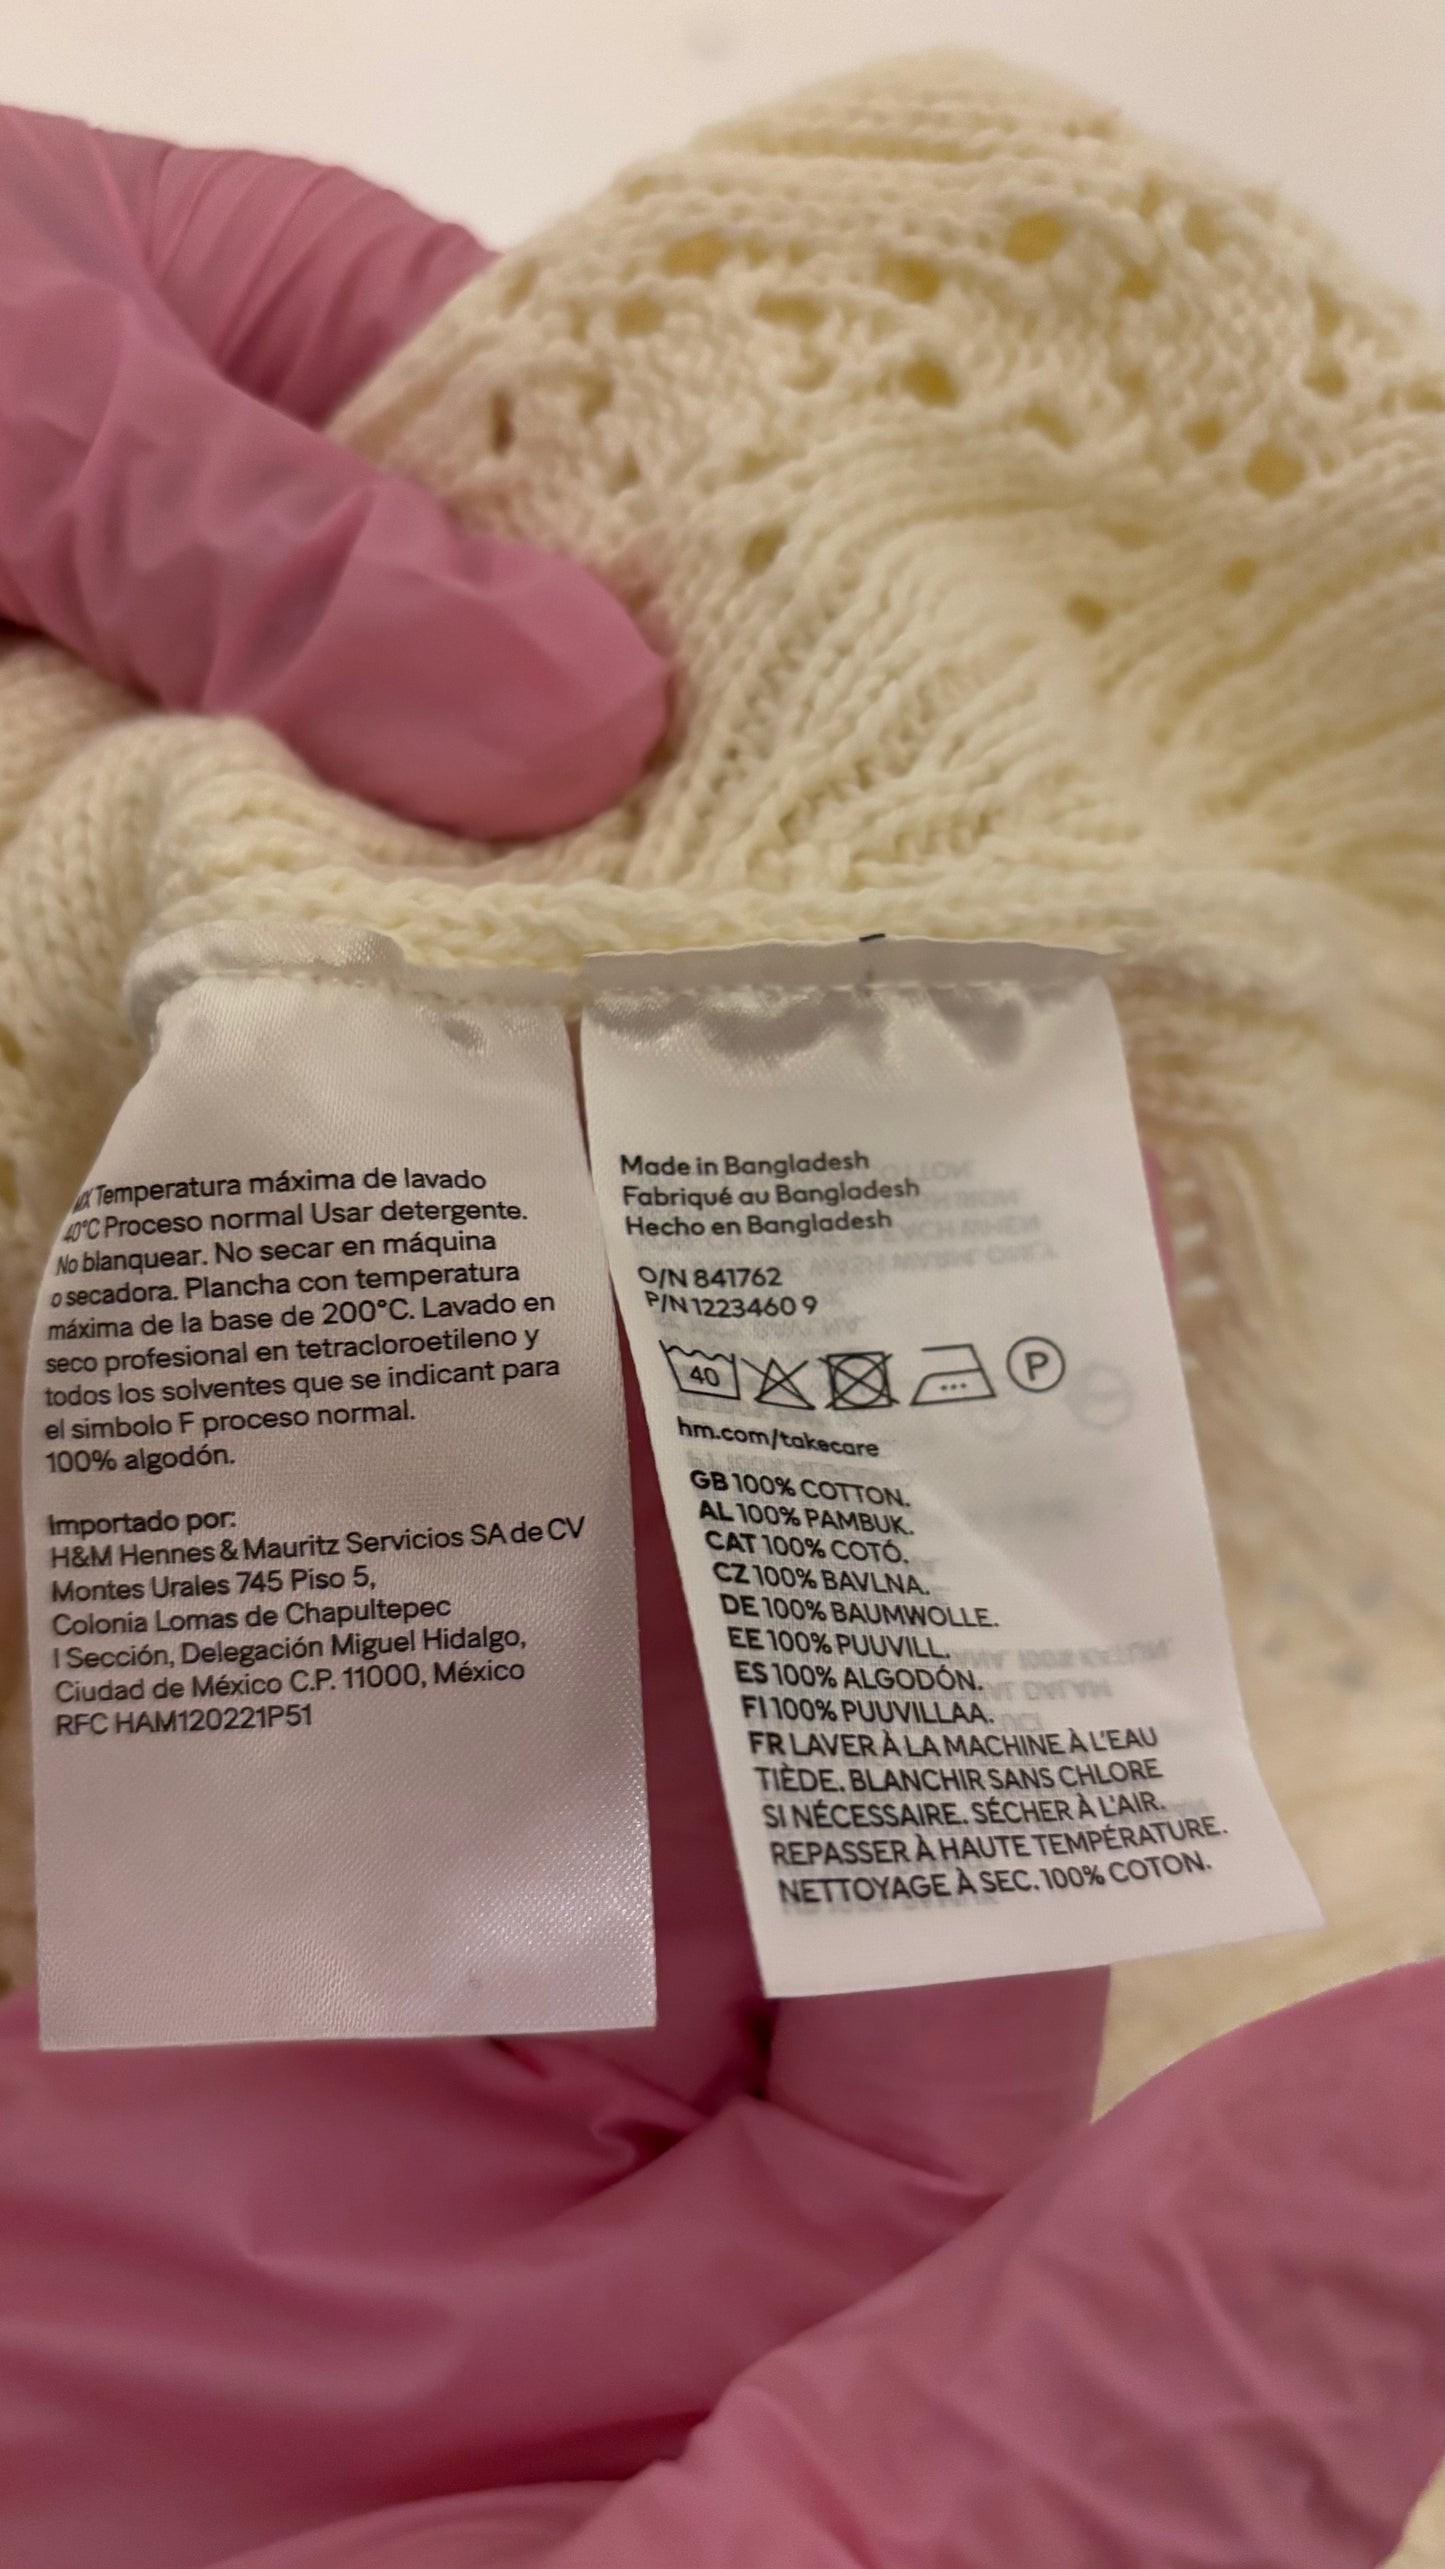 MX Temperatura máxima de lavado
40°C Proceso normal Usar detergente.
No blanquear. No secar en máquina
o secadora. Plancha con temperatura
máxima de la base de 200°C. Lavado en
seco profesional en tetracloroetileno y
todos los solventes que se indicant para
el simbolo F proceso normal.
100% algodón.
Importado por:
H&M Hennes & Mauritz Servicios SA de CV
Montes Urales 745 Piso 5,
Colonia Lomas de Chapultepec
I Sección, Delegación Miguel Hidalgo,
Ciudad de México C.P. 11000, México
RFC HAM120221P51
Made in Bangladesh
Fabriqué au Bangladesh
Hecho en Bangladesh
O/N 841762
P/N 1223460 9
40 P
hm.com/takecare
GB 100% COTTON.
AL 100% PAMBUK.
CAT 100% COTÓ.
CZ 100% BAVLNA.
DE 100% BAUMWOLLE.
EE 100% PUUVILL.
ES 100% ALGODÓN.
FI 100% PUUVILLAA.
FR LAVER À LA MACHINE À L'EAU
TIÈDE. BLANCHIR SANS CHLORE
SI NÉCESSAIRE. SÉCHER À L'AIR.
REPASSER À HAUTE TEMPÉRATURE.
NETTOYAGE À SEC. 100% COTON.